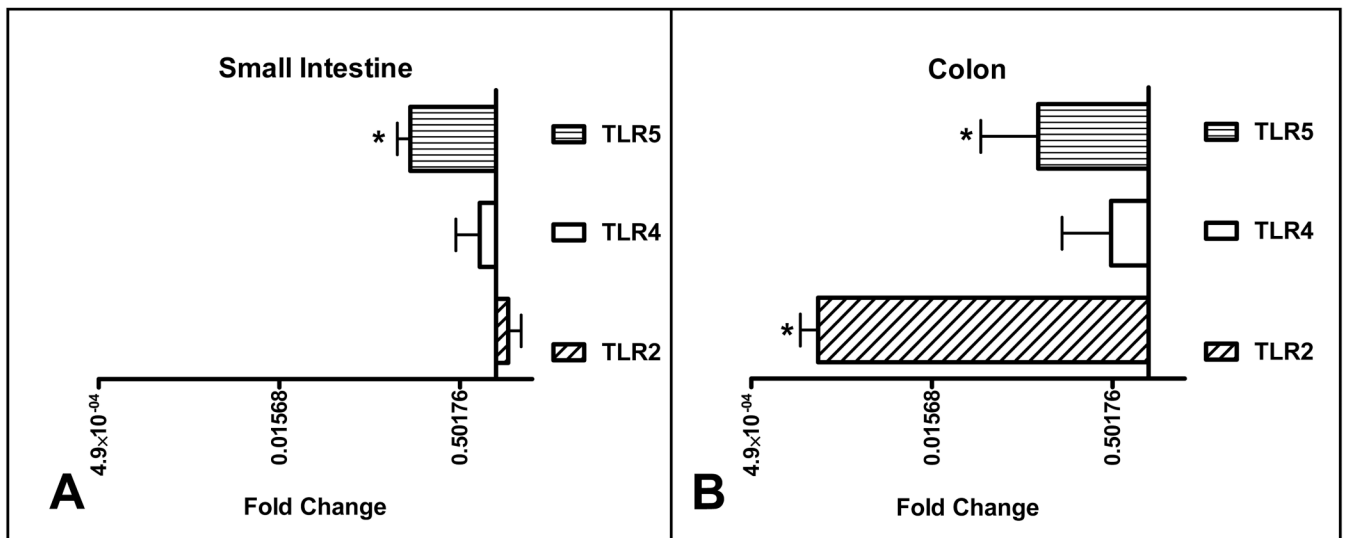 Small Intestine
*
TLR5
TLR4
TLR2
4.9×10⁻⁰⁴
0.01568
0.50176
Fold Change
A
Colon
*
TLR5
TLR4
*
TLR2
4.9×10⁻⁰⁴
0.01568
0.50176
Fold Change
B